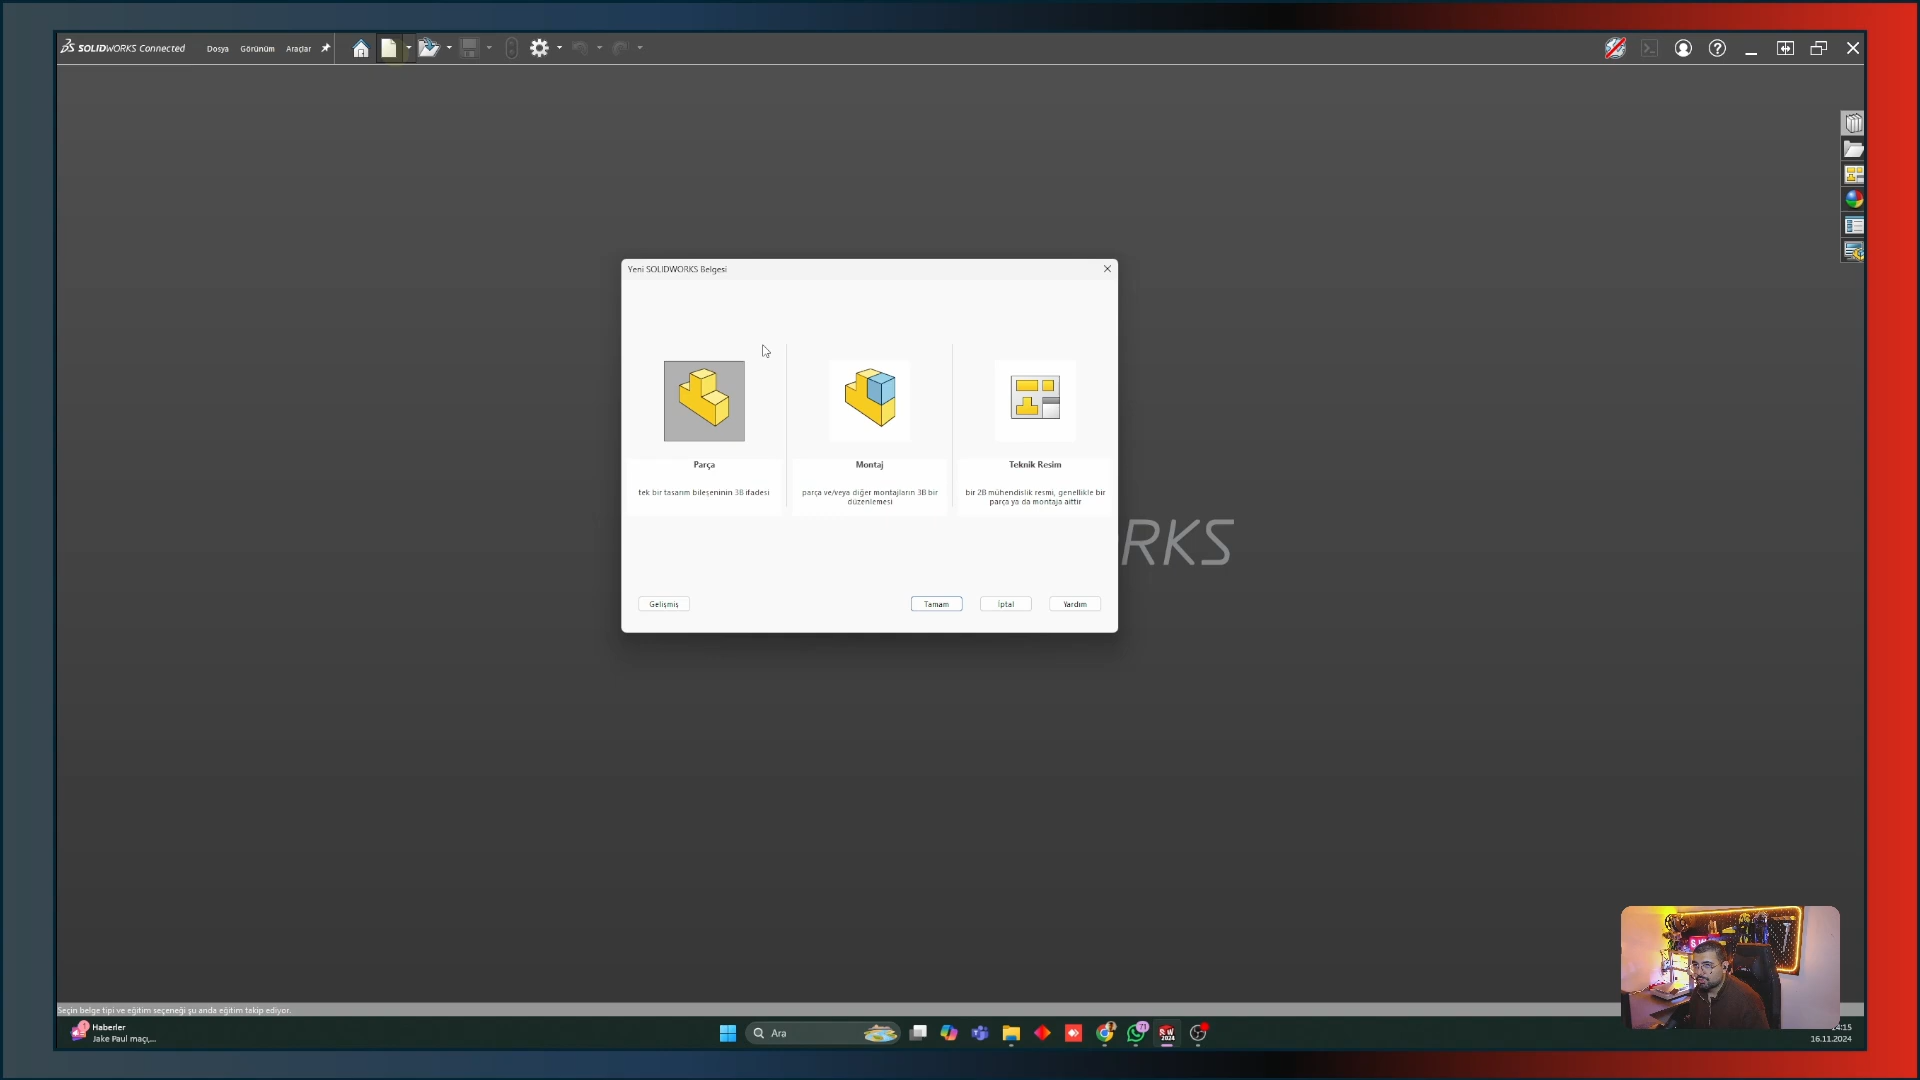 SOLIDWORKS Connected
Dosya Görünüm Araçlar
Yeni SOLIDWORKS Belgesi
Parça
tek bir tasarım bileşeninin 3B ifadesi
Montaj
parça ve/veya diğer montajların 3B bir
düzenlemesi
Teknik Resim
bir 2B mühendislik resmi, genellikle bir
parça ya da montaja aittir
RKS
Gelişmiş
Tamam
İptal
Yardım
Seçin belge tipi ve eğitim seçeneği şu anda eğitim takip ediyor.
Haberler
Jake Paul maçı,...
Ara
71
16.11.2024